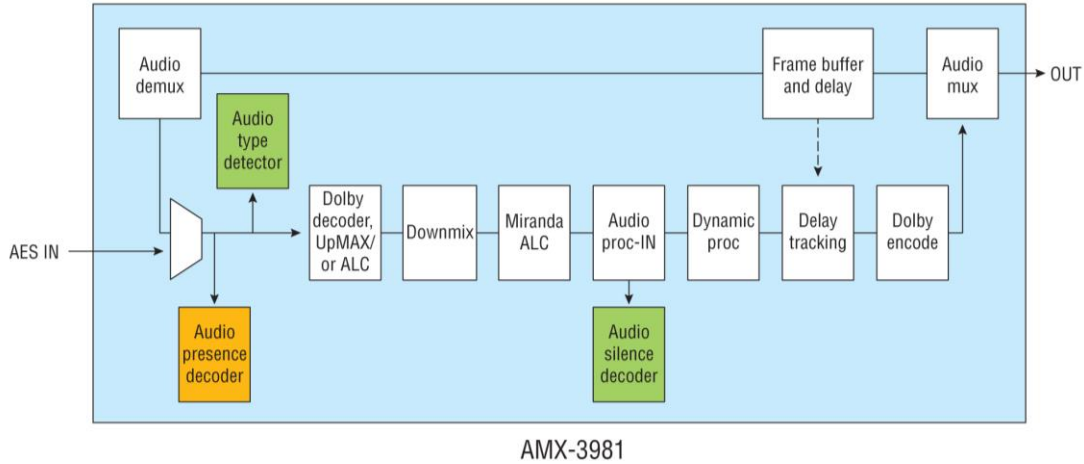 Audio
demux
Frame buffer
and delay
Audio
mux
OUT
Audio
type
detector
Dolby
decoder,
UpMAX/
or ALC
Downmix
Miranda
ALC
Audio
proc-IN
Dynamic
proc
Delay
tracking
Dolby
encode
AES IN
Audio
presence
decoder
Audio
silence
decoder
AMX-3981